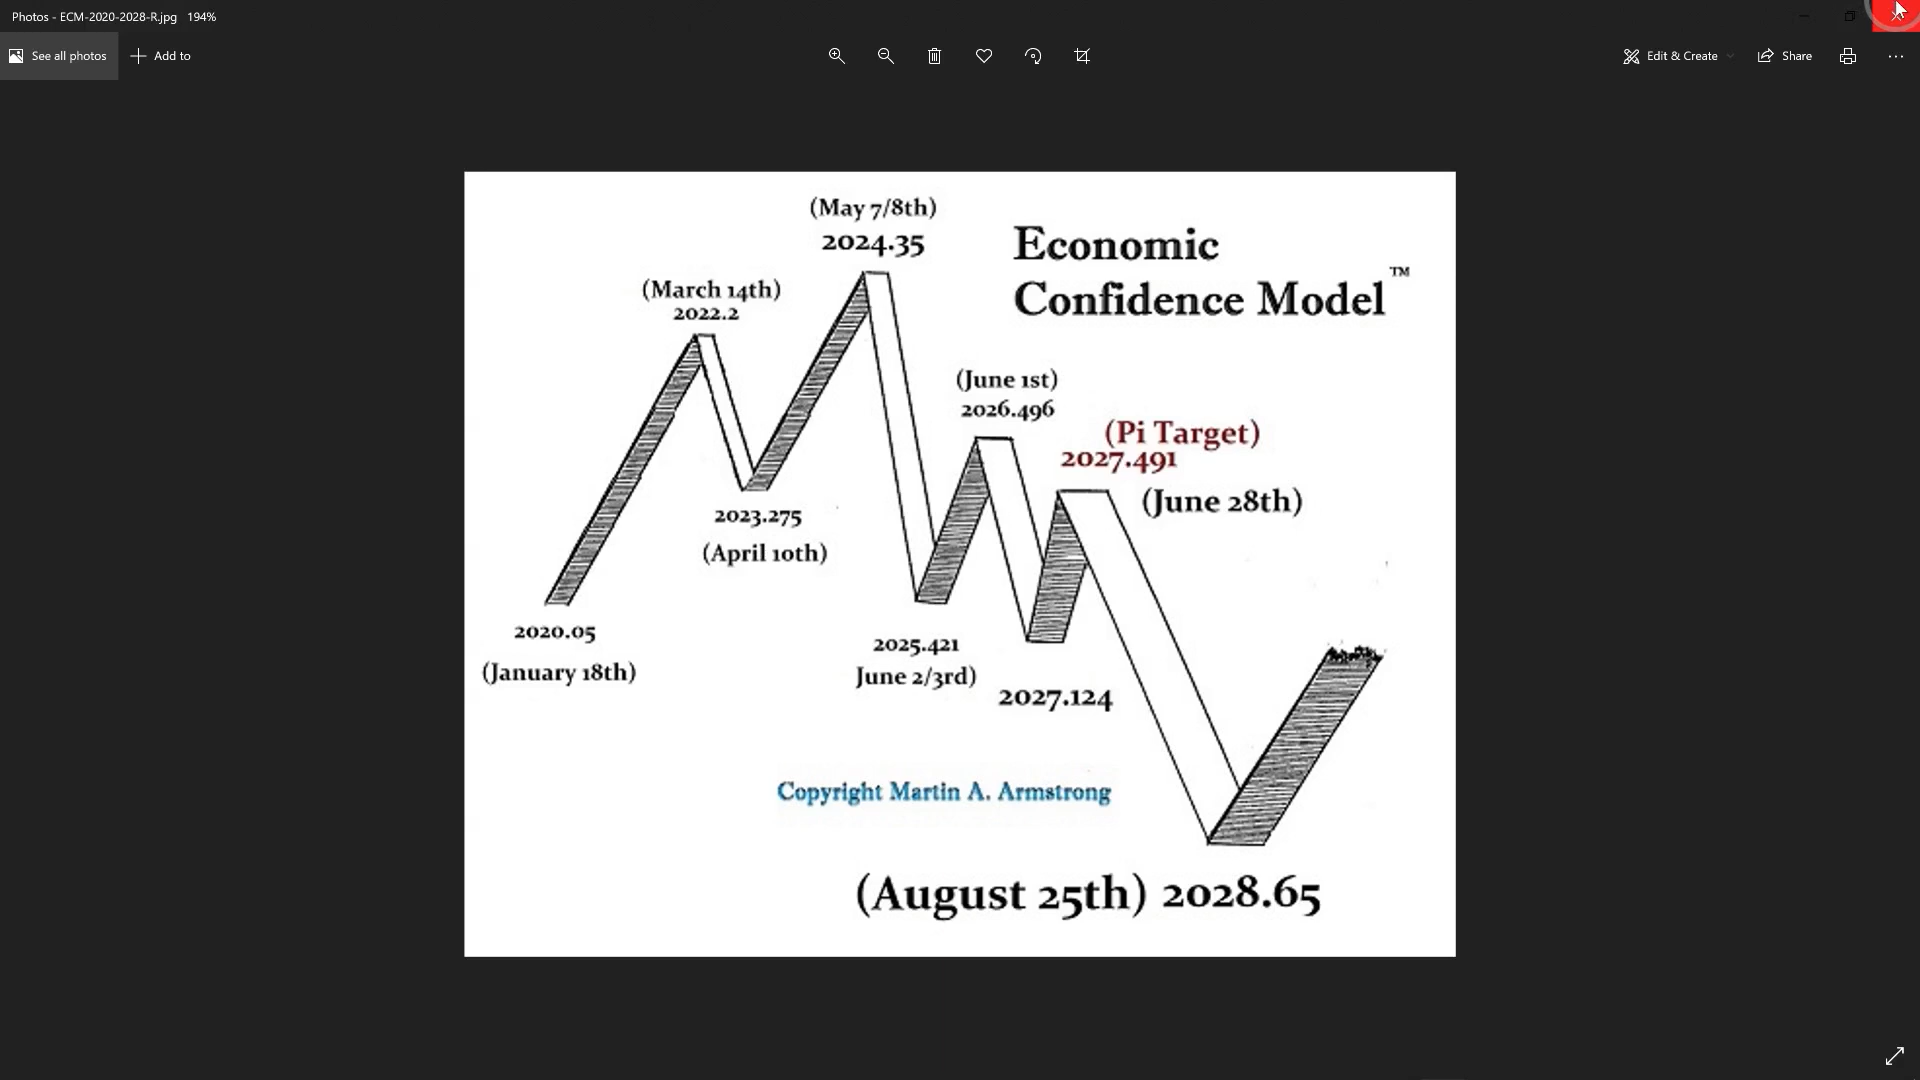 Photos - ECM-2020-2028-R.jpg 194%
See all photos
Add to
Edit & Create
Share
(May 7/8th)
2024.35
Economic
Confidence Model™
(March 14th)
2022.2
(June 1st)
2026.496
(Pi Target)
2027.491
(June 28th)
2023.275
(April 10th)
2020.05
(January 18th)
2025.421
June 2/3rd)
2027.124
Copyright Martin A. Armstrong
(August 25th) 2028.65